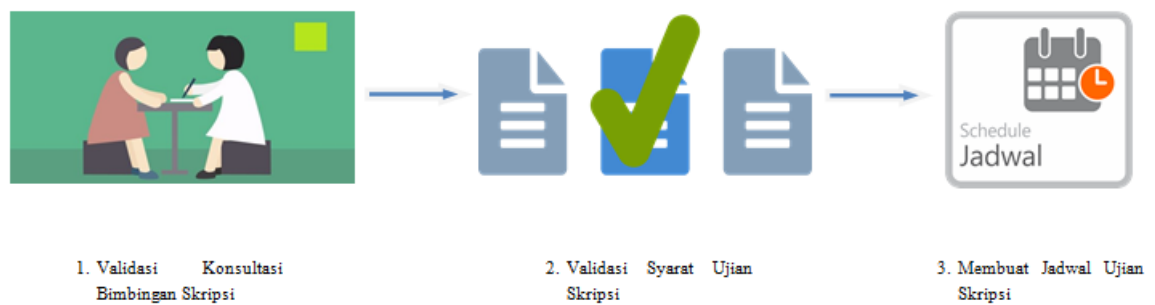 Schedule
Jadwal
1. Validasi Konsultasi
Bimbingan Skripsi
2. Validasi Syarat Ujian
Skripsi
3. Membuat Jadwal Ujian
Skripsi